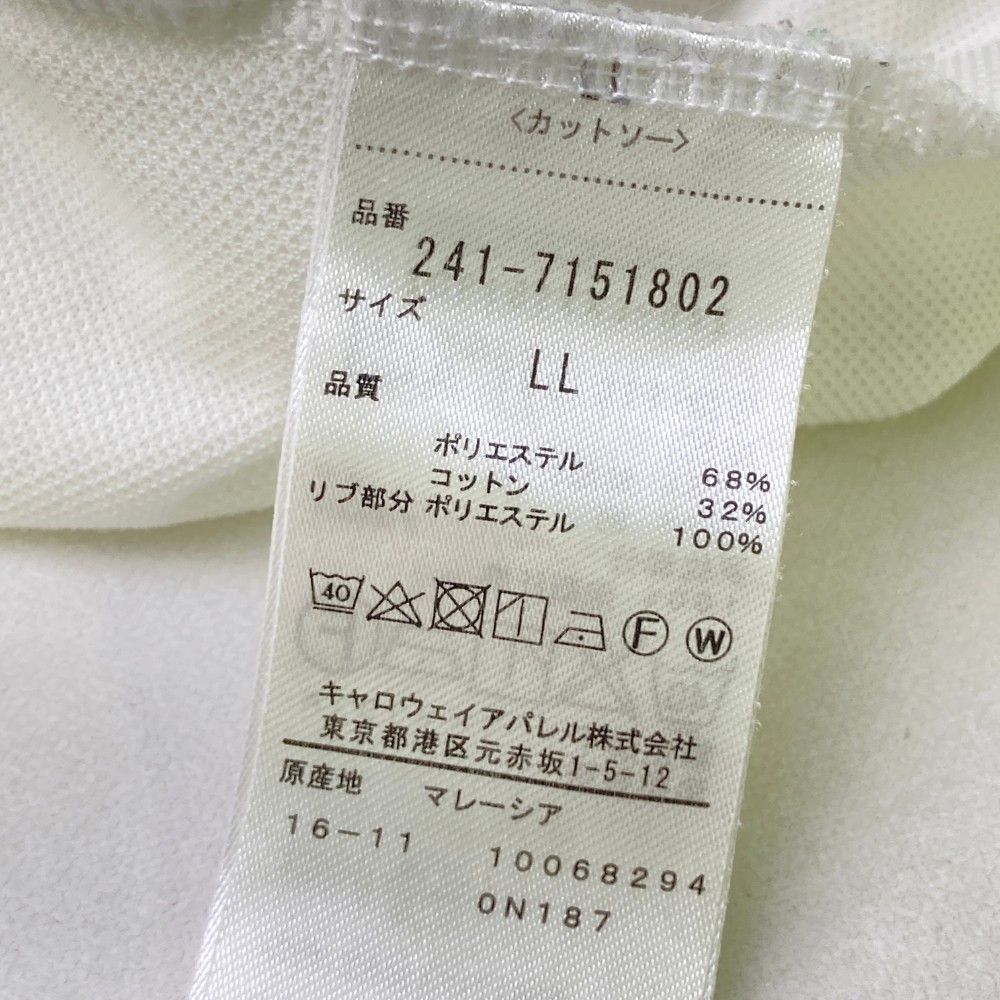 〈カットソー〉
品番
241-7151802
サイズ
LL
品質
ポリエステル 68%
コットン 32%
リブ部分 ポリエステル 100%
40
F W
キャロウェイアパレル株式会社
東京都港区元赤坂1-5-12
原産地 マレーシア
16-11 10068294
0N187